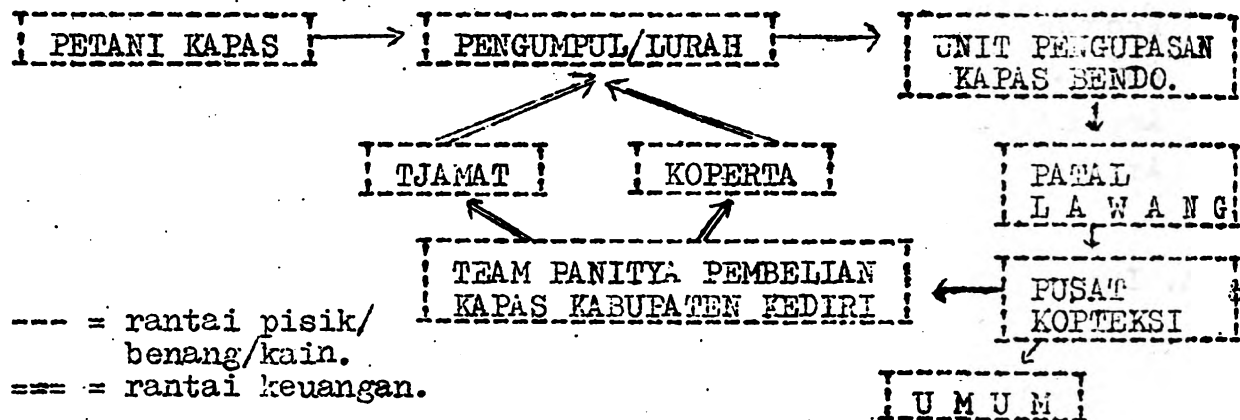 PETANI KAPAS
PENGUMPUL/LURAH
UNIT PENGUPASAN
KAPAS BENDO.
TJAMAT
KOPERTA
PATAL
L A W A N G
TEAM PANITYA PEMBELIAN
KAPAS KABUPATEN KEDIRI
PUSAT
KOPTEKSI
--- = rantai pisik/
benang/kain.
=== = rantai keuangan.
U M U M